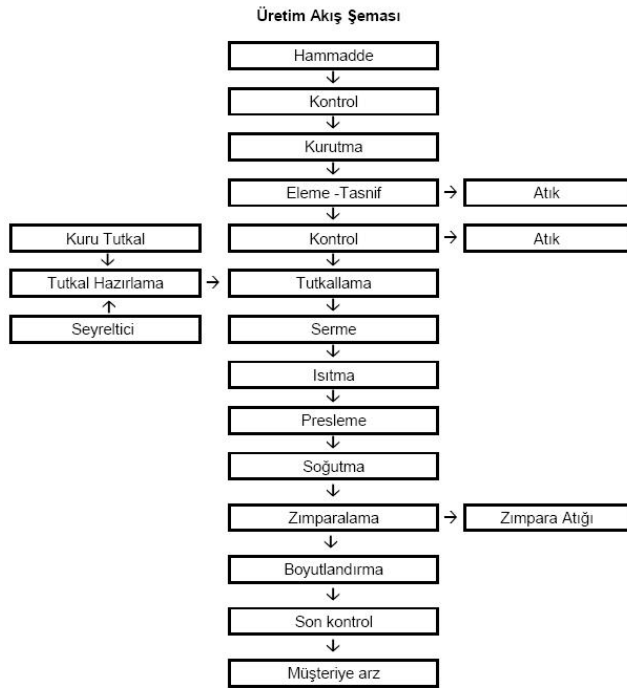 Üretim Akış Şeması
Hammadde
Kontrol
Kurutma
Eleme -Tasnif
Atık
Kuru Tutkal
Kontrol
Atık
Tutkal Hazırlama
Tutkallama
Seyreltici
Serme
Isıtma
Presleme
Soğutma
Zımparalama
Zımpara Atığı
Boyutlandırma
Son kontrol
Müşteriye arz